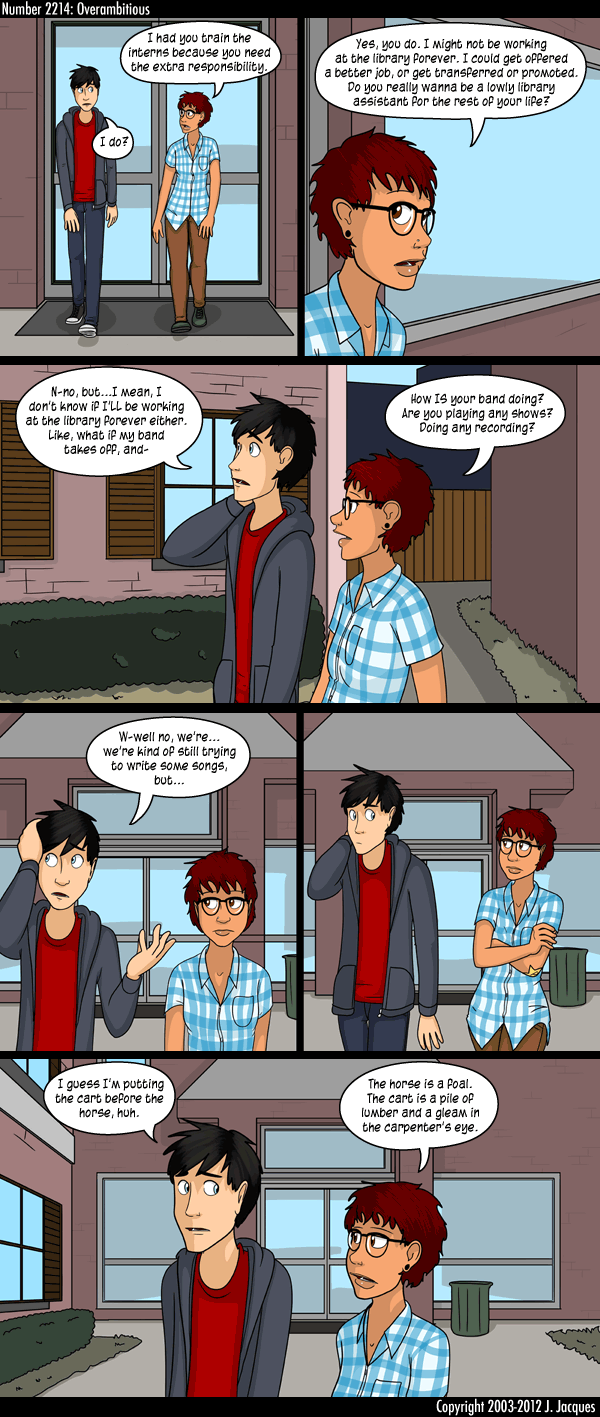 Number 2214: Overambitious
I had you train the
interns because you need
the extra responsibility.
I do?
Yes, you do. I might not be working
at the library forever. I could get offered
a better job, or get transferred or promoted.
Do you really wanna be a lowly library
assistant for the rest of your life?
N-no, but...I mean, I
don't know if I'LL be working
at the library forever either.
Like, what if my band
takes off, and-
How IS your band doing?
Are you playing any shows?
Doing any recording?
W-well no, we're...
we're kind of still trying
to write some songs,
but...
I guess I'm putting
the cart before the
horse, huh.
The horse is a foal.
The cart is a pile of
lumber and a gleam in
the carpenter's eye.
Copyright 2003-2012 J. Jacques